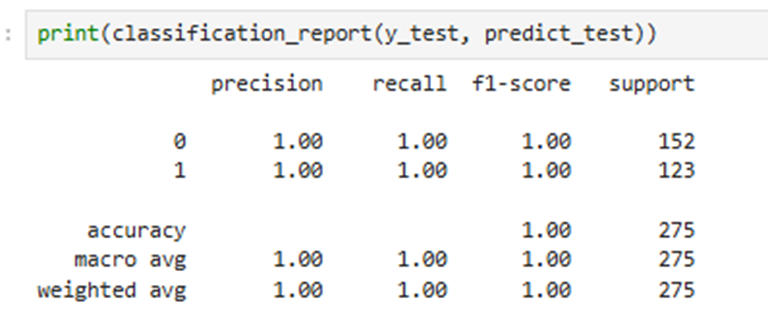 : print(classification_report(y_test, predict_test))
precision recall f1-score support
0 1.00 1.00 1.00 152
1 1.00 1.00 1.00 123
accuracy 1.00 275
macro avg 1.00 1.00 1.00 275
weighted avg 1.00 1.00 1.00 275